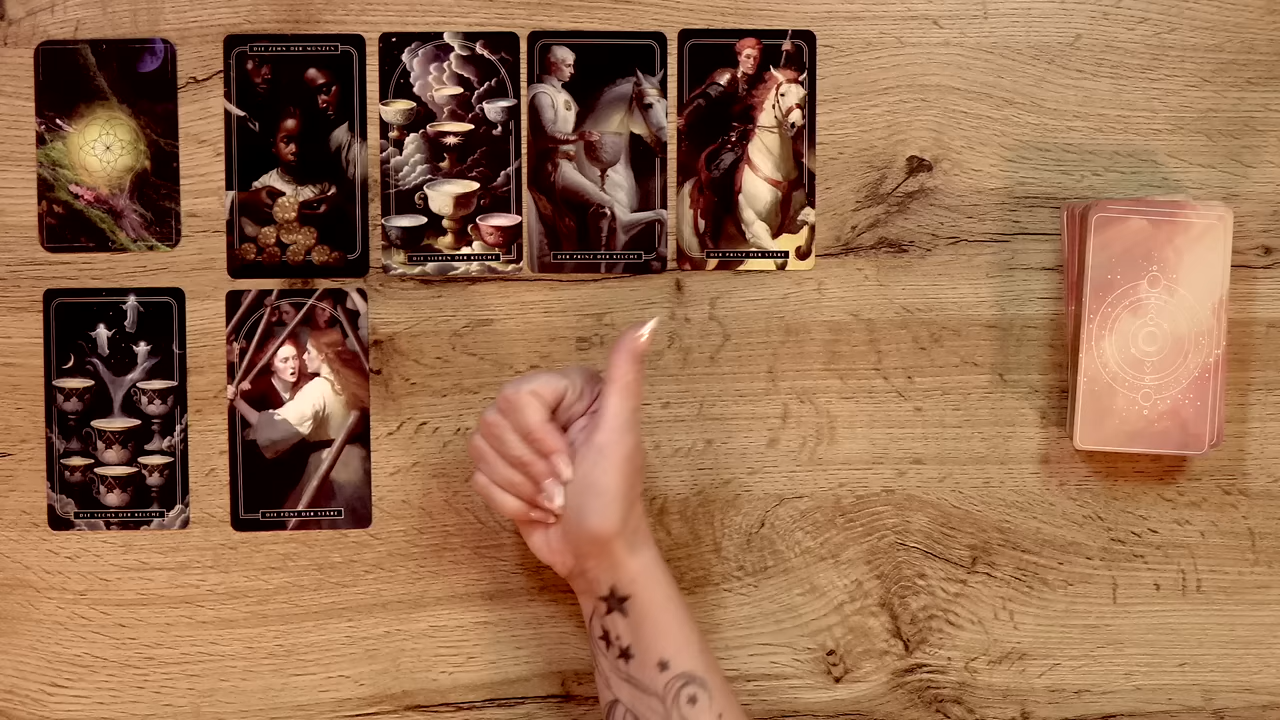 DIE ZEHN DER MÜNZEN
DIE SIEBEN DER KELCHE
DER PRINZ DER KELCHE
DER PRINZ DER STÄBE
DIE SECHS DER KELCHE
DIE FÜNF DER STÄBE